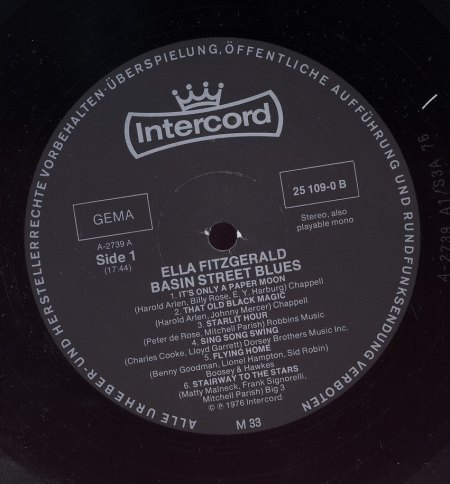 ALLE URHEBER- UND HERSTELLERRECHTE VORBEHALTEN · ÜBERSPIELUNG, ÖFFENTLICHE AUFFÜHRUNG UND RUNDFUNKSENDUNG VERBOTEN
Intercord
GEMA
25 109-0 B
A-2739 A
Side 1
(17:44)
Stereo, also
playable mono
ELLA FITZGERALD
BASIN STREET BLUES
1. IT'S ONLY A PAPER MOON
(Harold Arlen, Billy Rose, E. Y. Harburg) Chappell
2. THAT OLD BLACK MAGIC
(Harold Arlen, Johnny Mercer) Chappell
3. STARLIT HOUR
(Peter de Rose, Mitchell Parish) Robbins Music
4. SING SONG SWING
(Charles Cooke, Lloyd Garrett) Dorsey Brothers Music Inc.
5. FLYING HOME
(Benny Goodman, Lionel Hampton, Sid Robin)
Boosey & Hawkes
6. STAIRWAY TO THE STARS
(Matty Malneck, Frank Signorelli,
Mitchell Parish) Big 3
© ℗ 1976 Intercord
M 33
A-2739 A1/S3A 76